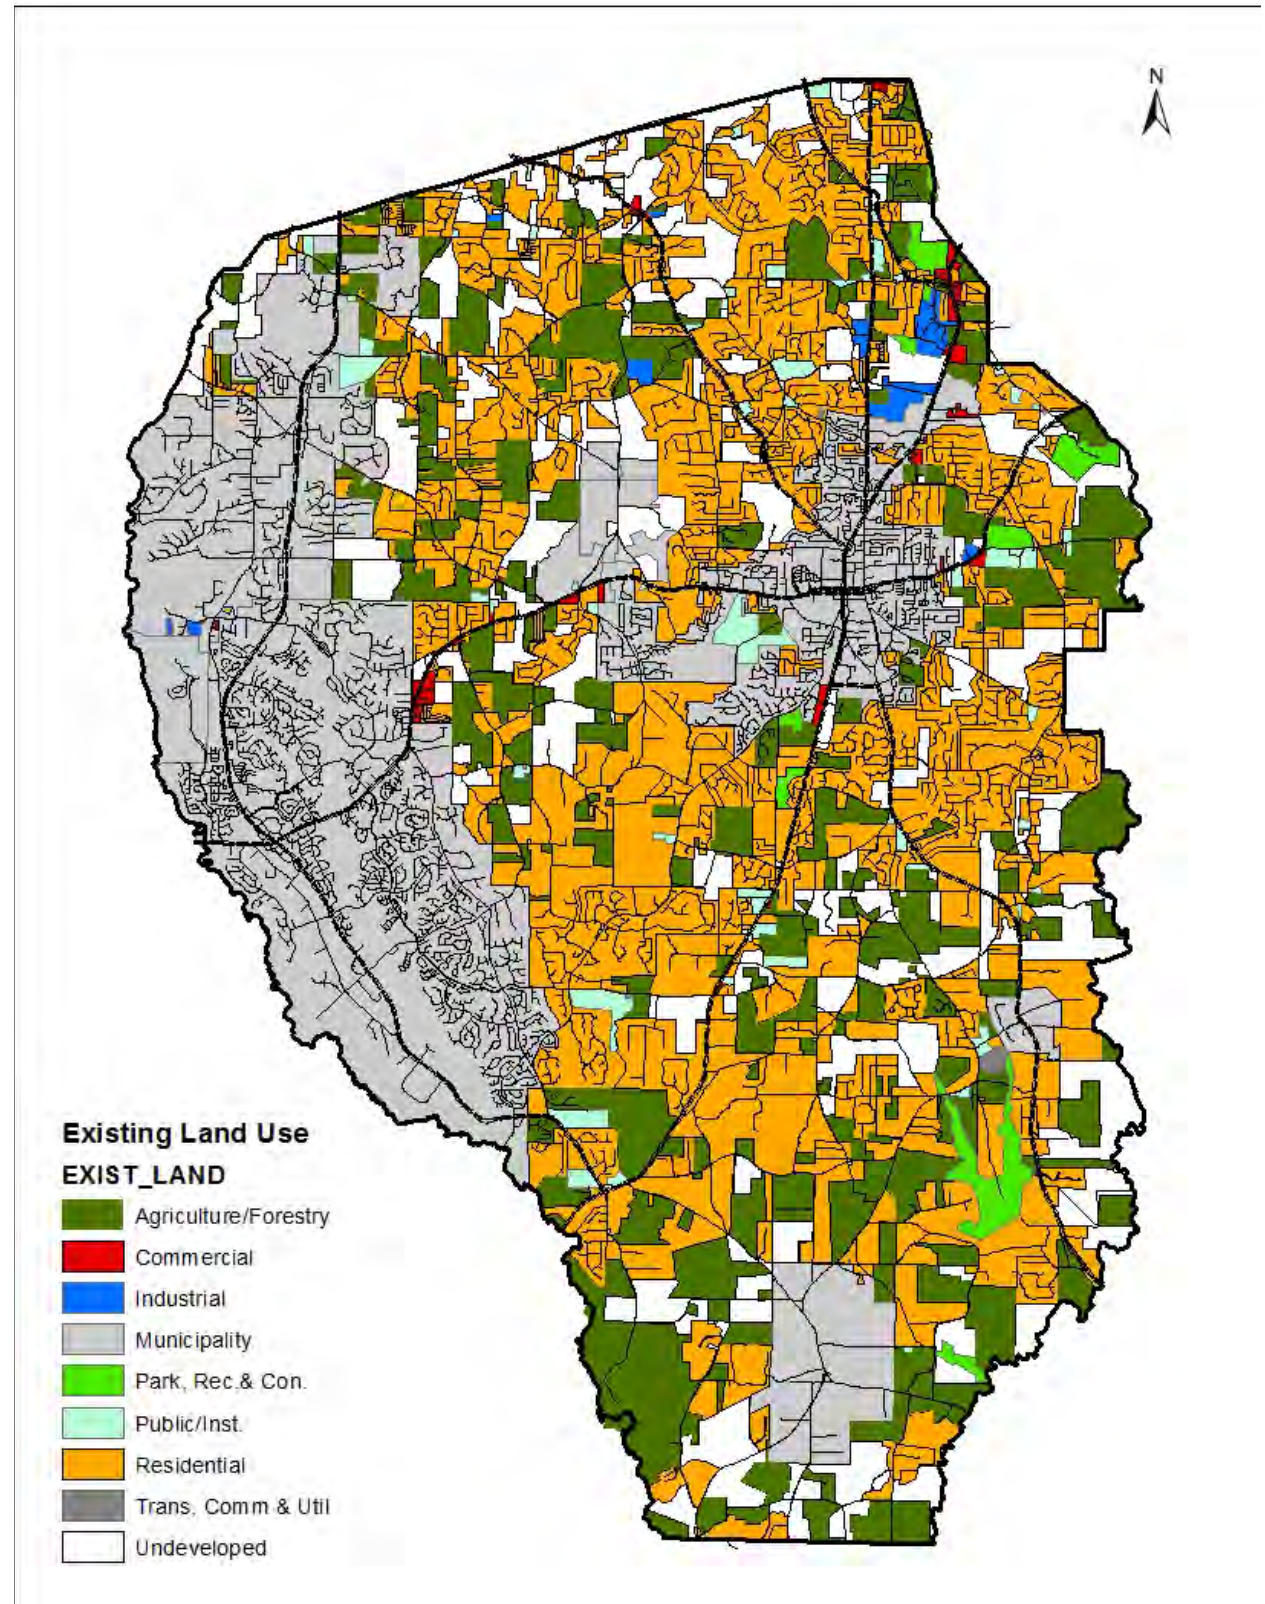 N
Existing Land Use
EXIST_LAND
Agriculture/Forestry
Commercial
Industrial
Municipality
Park, Rec.& Con.
Public/Inst.
Residential
Trans, Comm & Util
Undeveloped